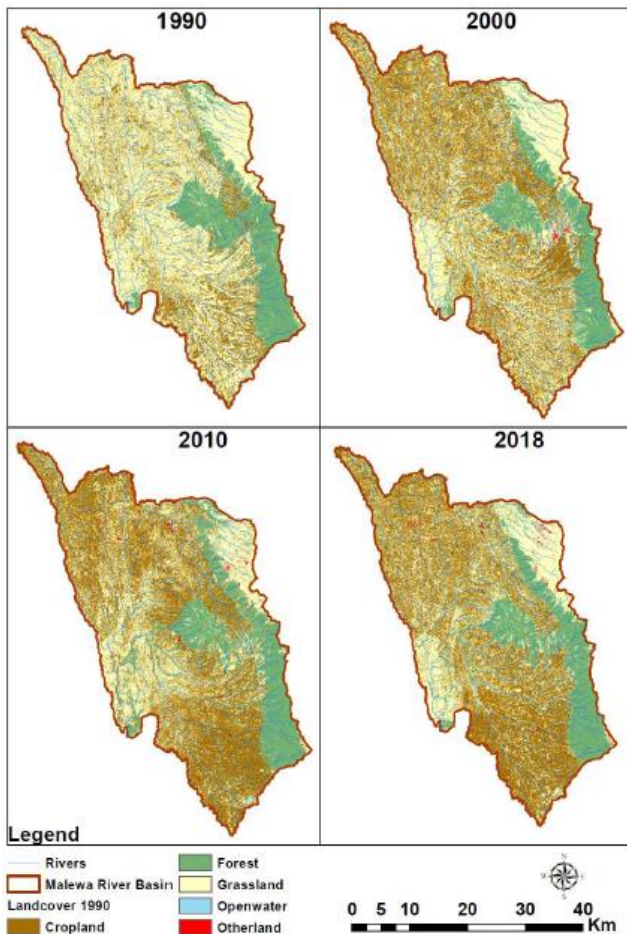 1990
2000
2010
2018
Legend
Rivers
Malewa River Basin
Landcover 1990
Cropland
Forest
Grassland
Openwater
Otherland
N
W
E
S
0 5 10 20 30 40
Km